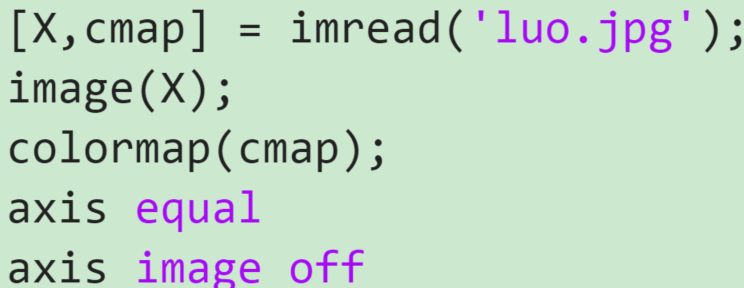 [X,cmap] = imread('luo.jpg');
image(X);
colormap(cmap);
axis equal
axis image off